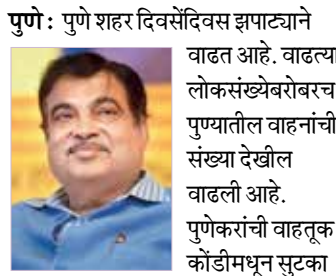 पुणे : पुणे शहर दिवसेंदिवस झपाट्याने
वाढत आहे. वाढत्या
लोकसंख्येबरोबरच
पुण्यातील वाहनांची
संख्या देखील
वाढली आहे.
पुणेकरांची वाहतूक
कोंडीमधून सुटका